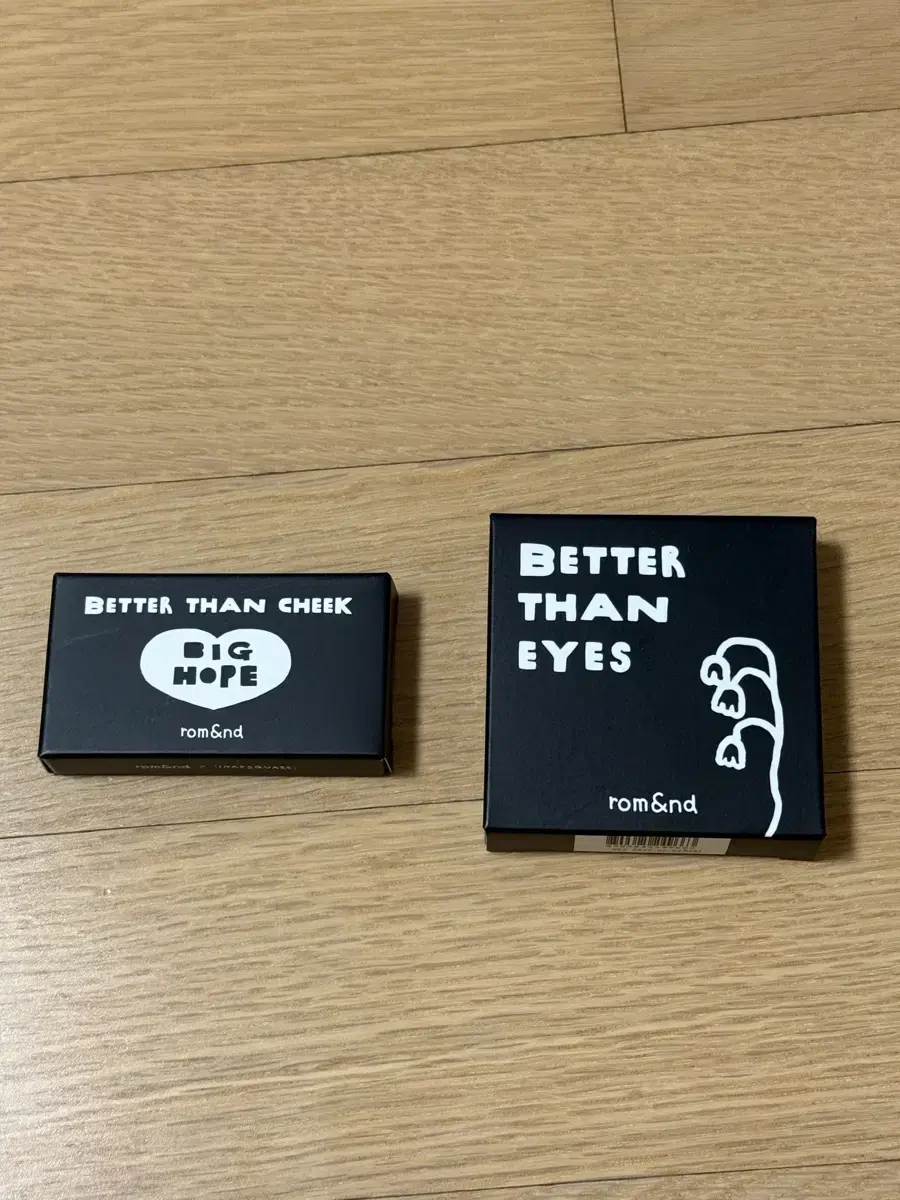 BETTER THAN CHEEK
BIG
HOPE
rom&nd
BETTER
THAN
EYES
rom&nd